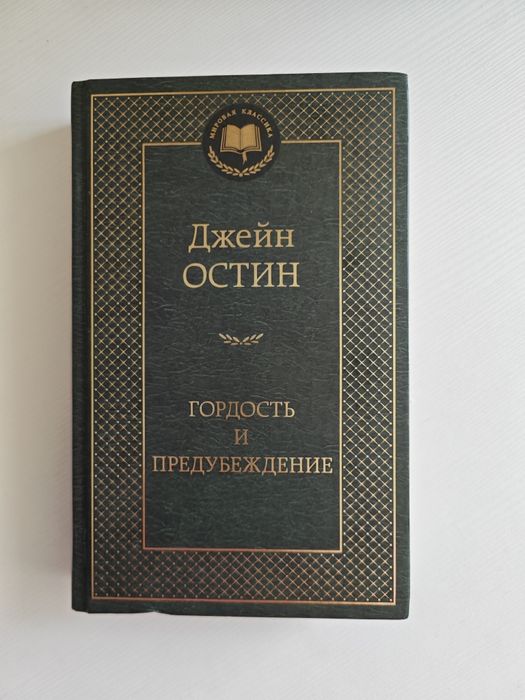 МИРОВАЯ КЛАССИКА
Джейн
ОСТИН
ГОРДОСТЬ
И
ПРЕДУБЕЖДЕНИЕ